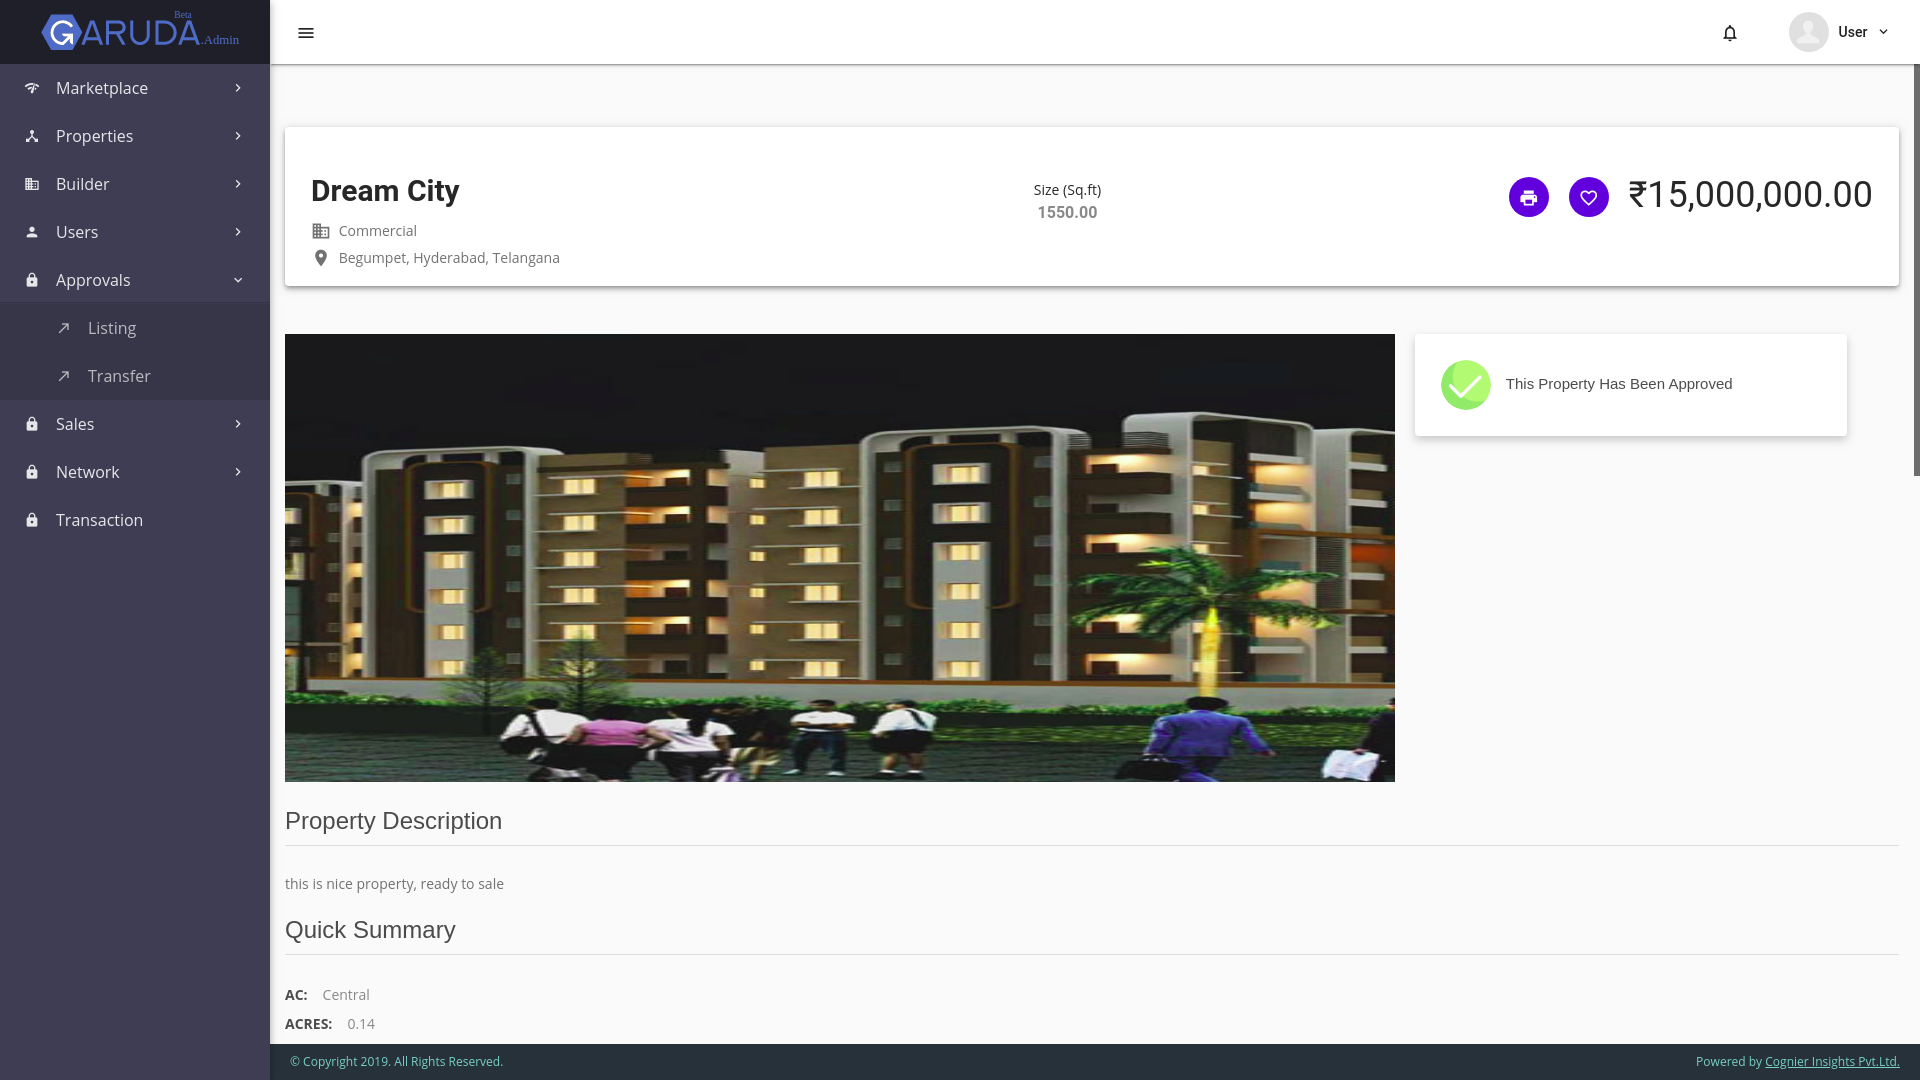 GARUDA
Beta
.Admin
User
Marketplace
Properties
Builder
Users
Approvals
Listing
Transfer
Sales
Network
Transaction
Dream City
Commercial
Begumpet, Hyderabad, Telangana
Size (Sq.ft)
1550.00
₹15,000,000.00
This Property Has Been Approved
Property Description
this is nice property, ready to sale
Quick Summary
AC: Central
ACRES: 0.14
© Copyright 2019. All Rights Reserved.
Powered by Cognier Insights Pvt.Ltd.